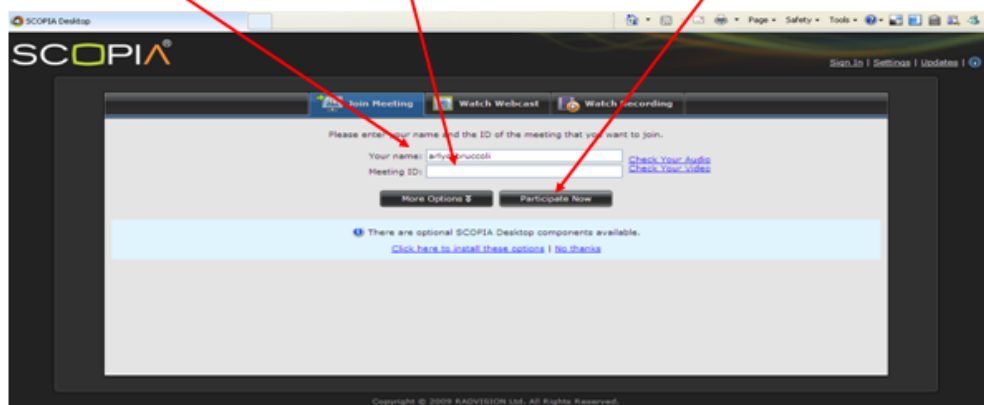 SCOPIA Desktop
Page Safety Tools
SCOPIA®
Sign In | Settings | Updates |
Join Meeting Watch Webcast Watch Recording
Please enter your name and the ID of the meeting that you want to join.
Your name:
Check Your Audio
Meeting ID:
Check Your Video
More Options Participate Now
There are optional SCOPIA Desktop components available.
Click here to install these options | No thanks
Copyright © 2009 RADVISION Ltd. All Rights Reserved.